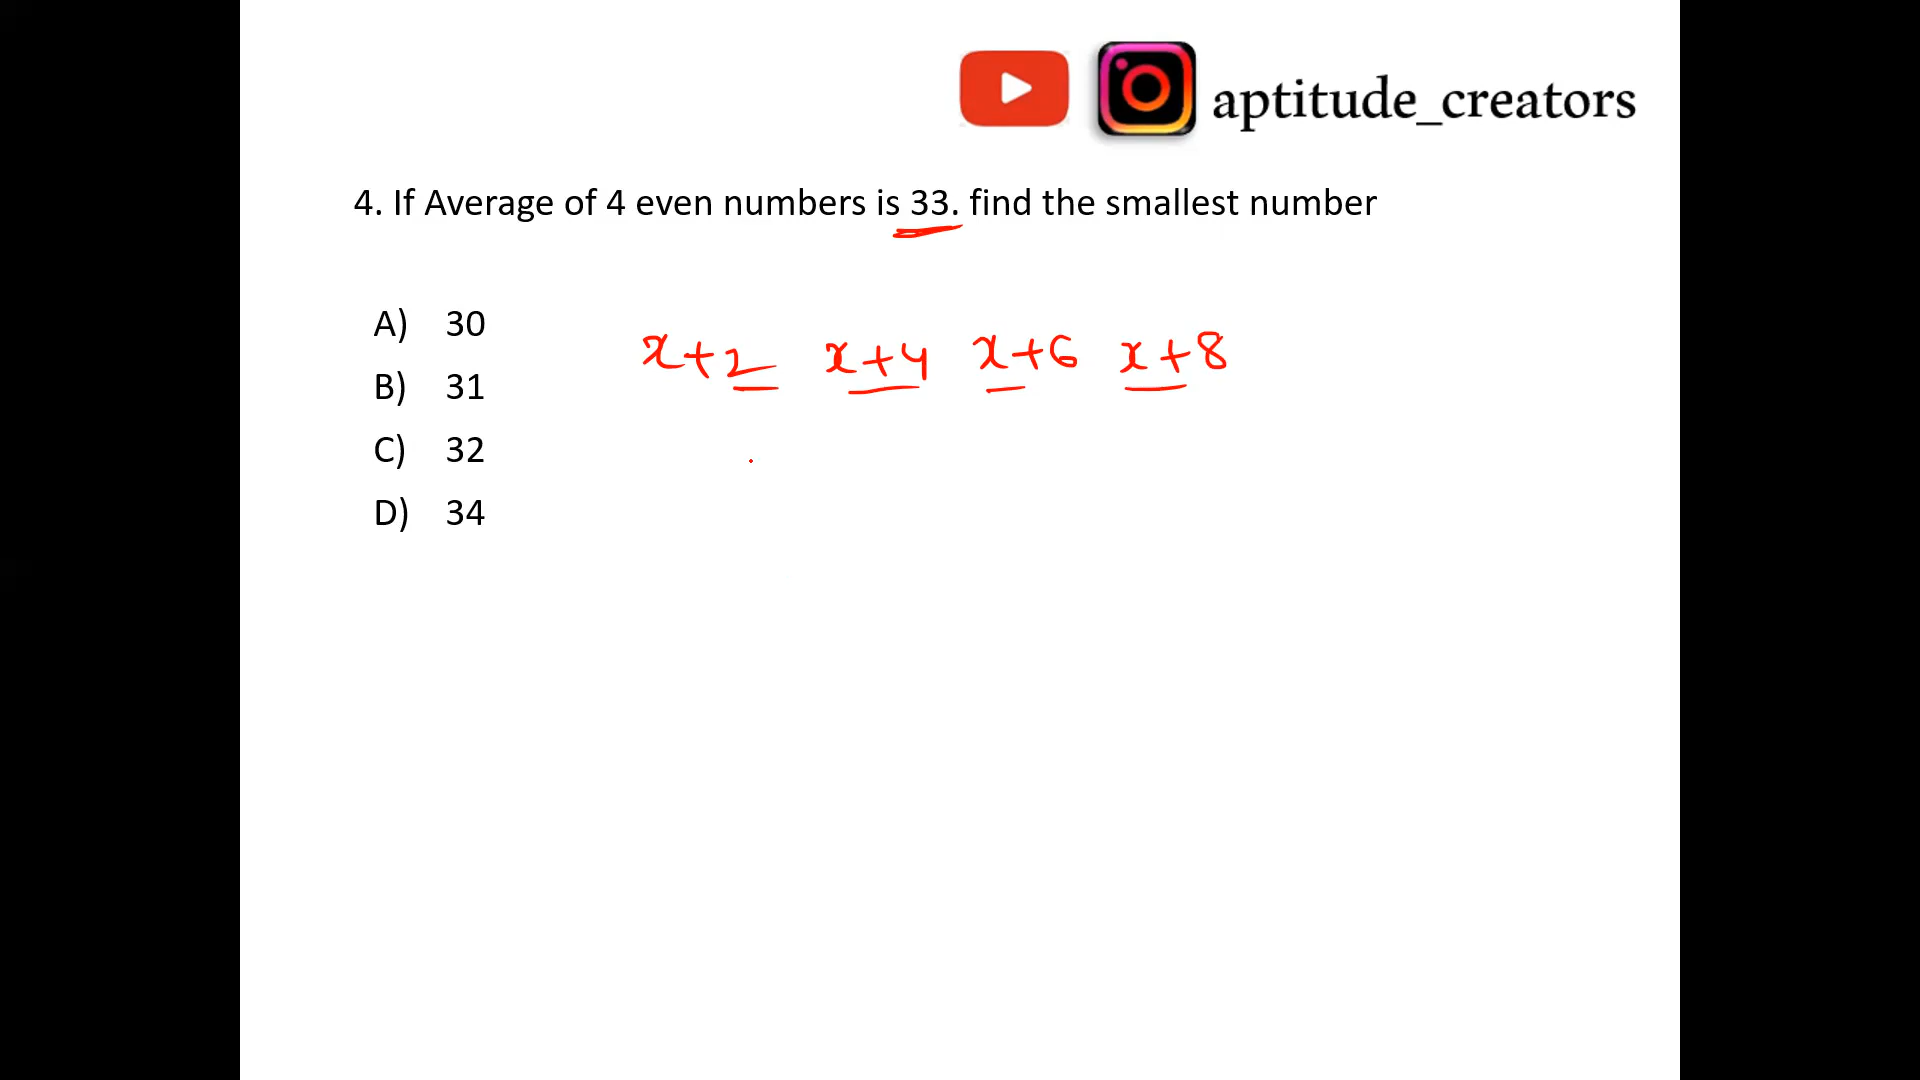 aptitude_creators
4. If Average of 4 even numbers is 33. find the smallest number
A) 30
x+2 x+4 x+6 x+8
B) 31
C) 32
D) 34